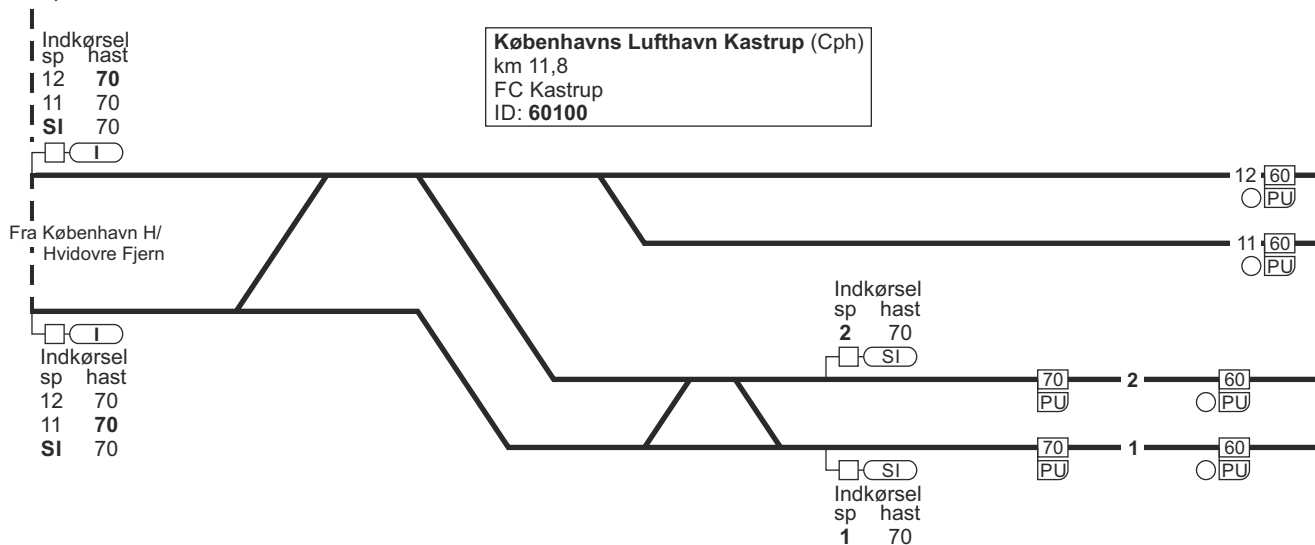 Indkørsel
sp hast
12 70
11 70
SI 70
I
Københavns Lufthavn Kastrup (Cph)
km 11,8
FC Kastrup
ID: 60100
12 60
PU
Fra København H/
Hvidovre Fjern
11 60
PU
I
Indkørsel
sp hast
12 70
11 70
SI 70
Indkørsel
sp hast
2 70
SI
70 2 60
PU PU
70 1 60
PU PU
SI
Indkørsel
sp hast
1 70